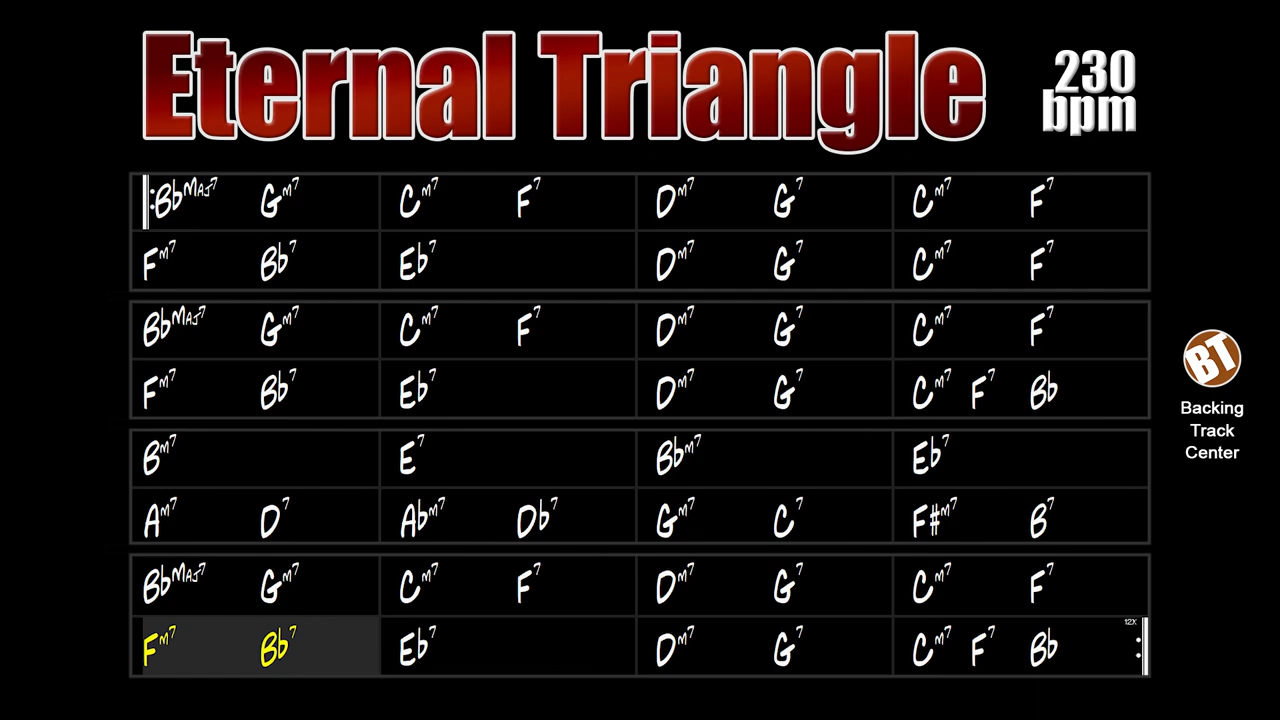 Eternal Triangle
230
bpm
BbMAJ7 Gm7 Cm7 F7 Dm7 G7 Cm7 F7
Fm7 Bb7 Eb7 Dm7 G7 Cm7 F7
BbMAJ7 Gm7 Cm7 F7 Dm7 G7 Cm7 F7
Fm7 Bb7 Eb7 Dm7 G7 Cm7 F7 Bb
Bm7 E7 Bbm7 Eb7
Am7 D7 Abm7 Db7 Gm7 C7 F#m7 B7
BbMAJ7 Gm7 Cm7 F7 Dm7 G7 Cm7 F7
Fm7 Bb7 Eb7 Dm7 G7 Cm7 F7 Bb 12X
BT
Backing
Track
Center